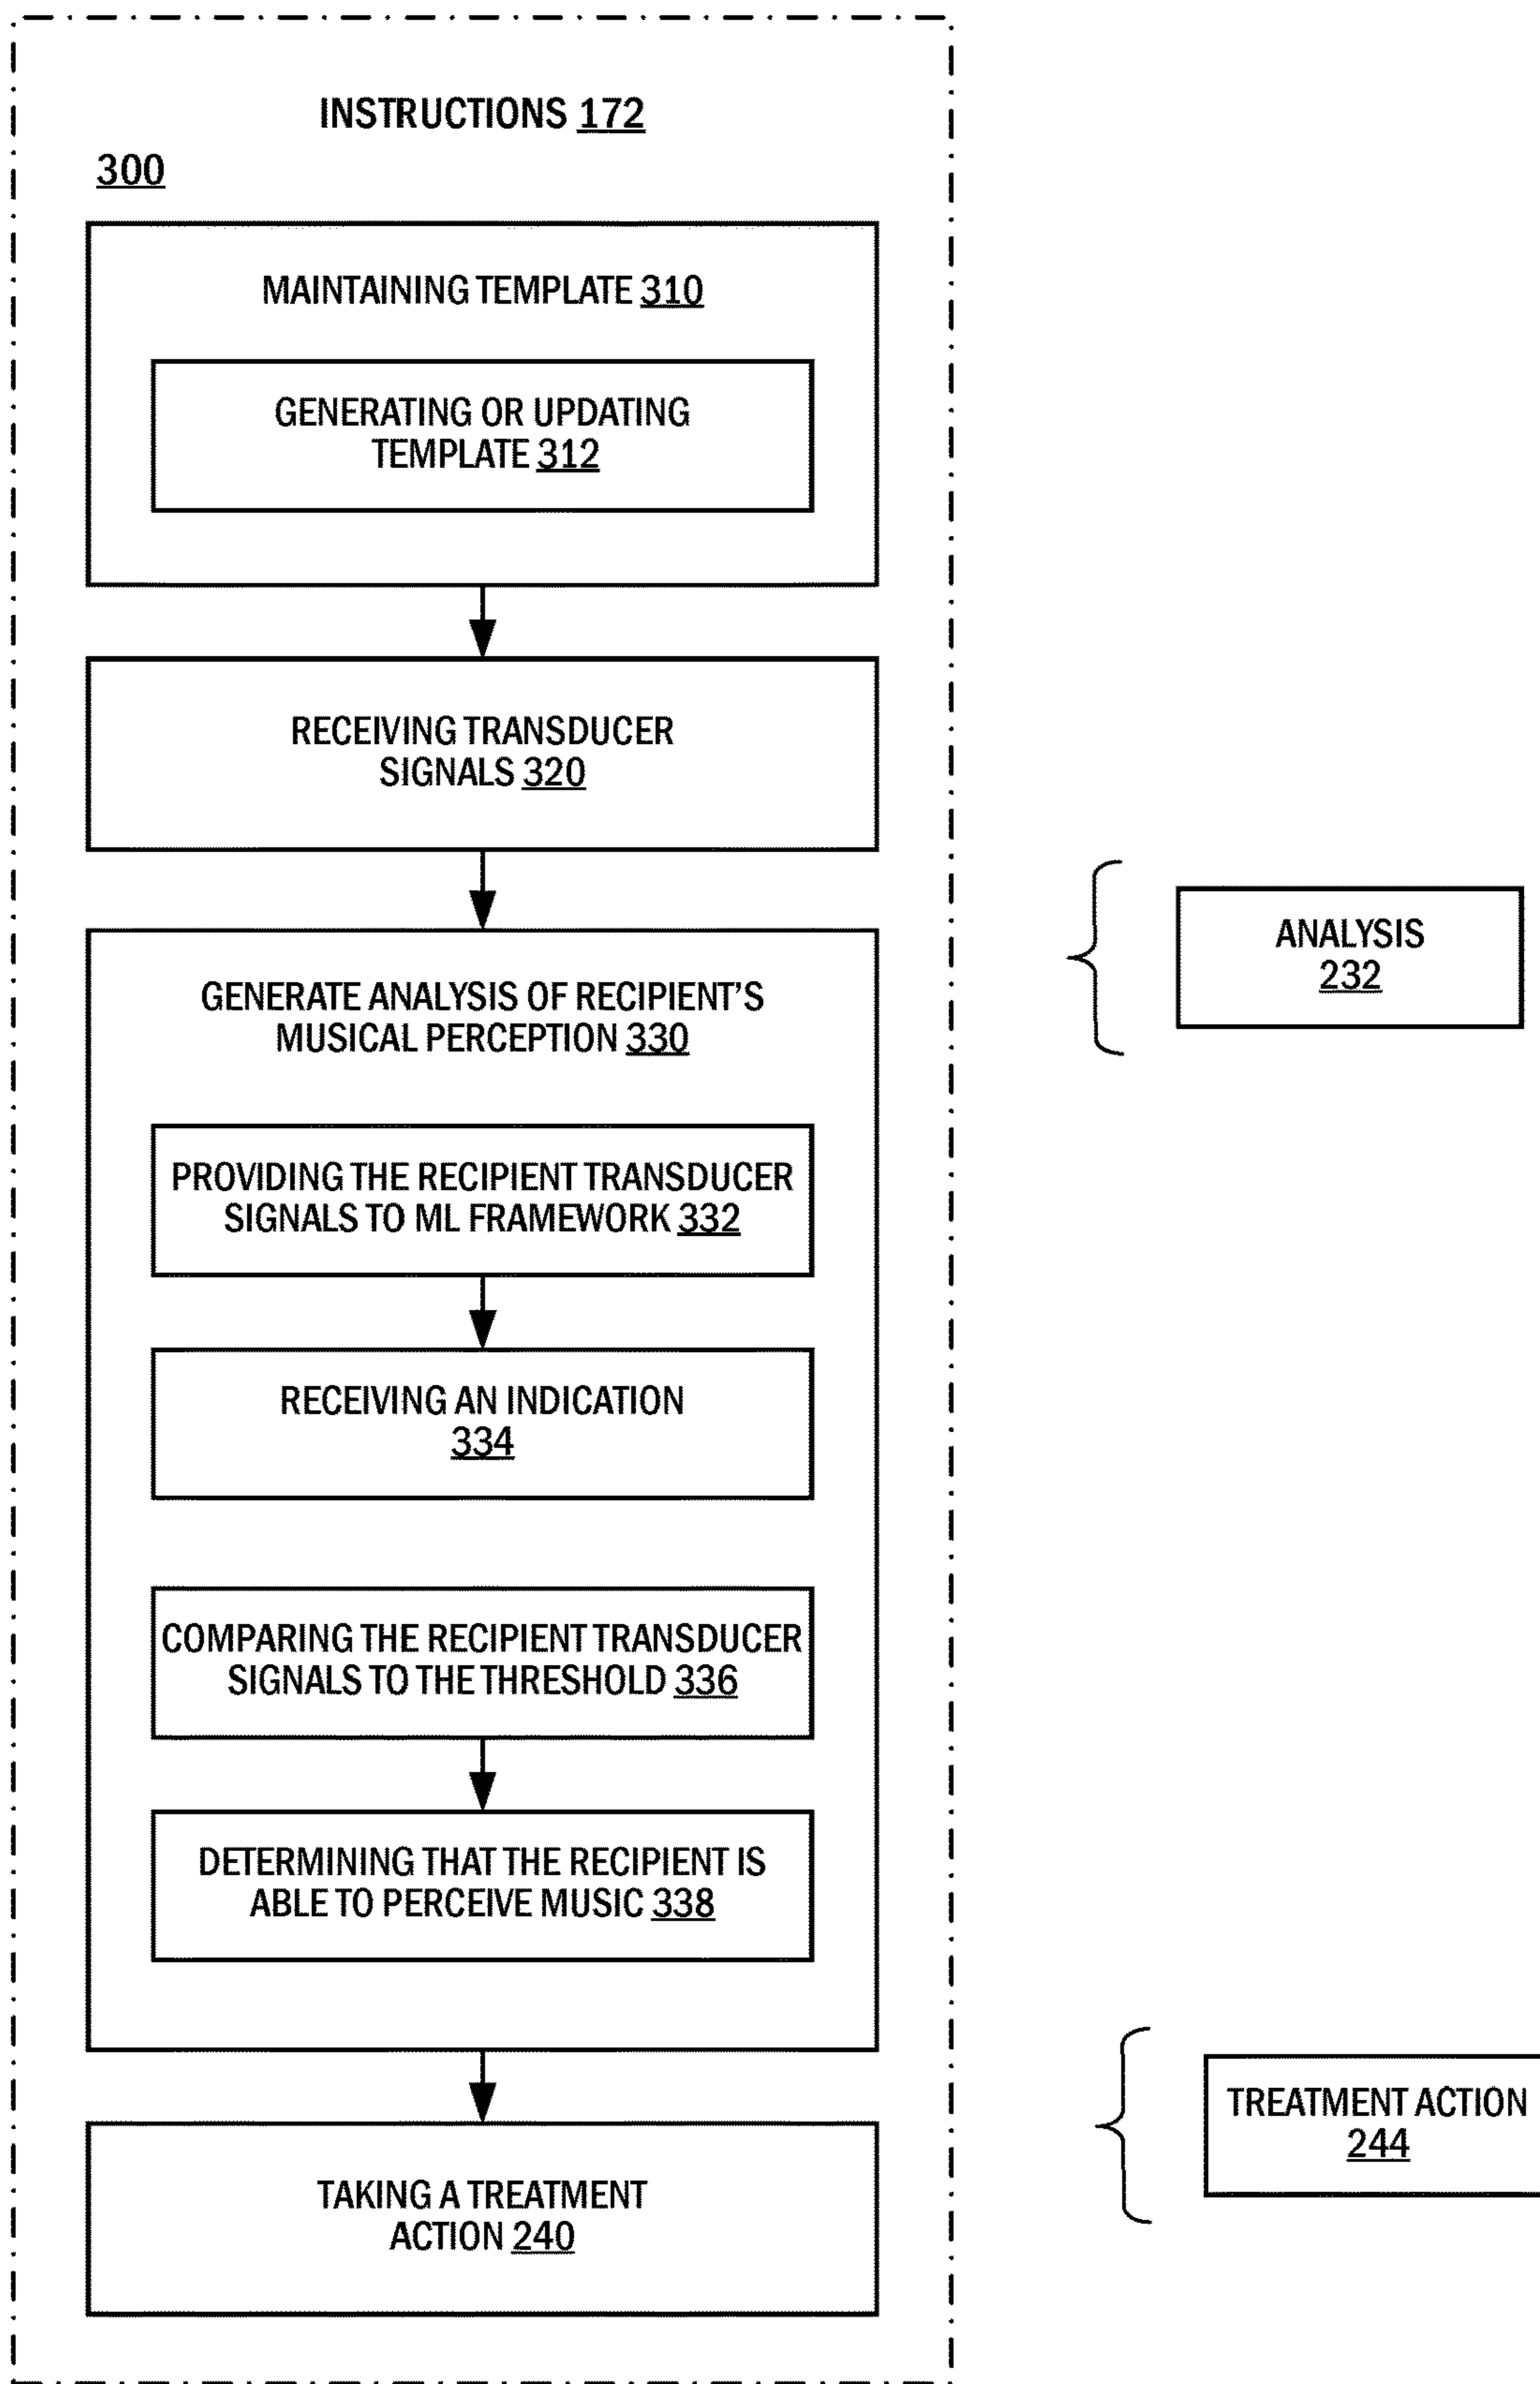 INSTRUCTIONS 172
300
MAINTAINING TEMPLATE 310
GENERATING OR UPDATING
TEMPLATE 312
RECEIVING TRANSDUCER
SIGNALS 320
GENERATE ANALYSIS OF RECIPIENT'S
MUSICAL PERCEPTION 330
ANALYSIS
232
PROVIDING THE RECIPIENT TRANSDUCER
SIGNALS TO ML FRAMEWORK 332
RECEIVING AN INDICATION
334
COMPARING THE RECIPIENT TRANSDUCER
SIGNALS TO THE THRESHOLD 336
DETERMINING THAT THE RECIPIENT IS
ABLE TO PERCEIVE MUSIC 338
TAKING A TREATMENT
ACTION 240
TREATMENT ACTION
244